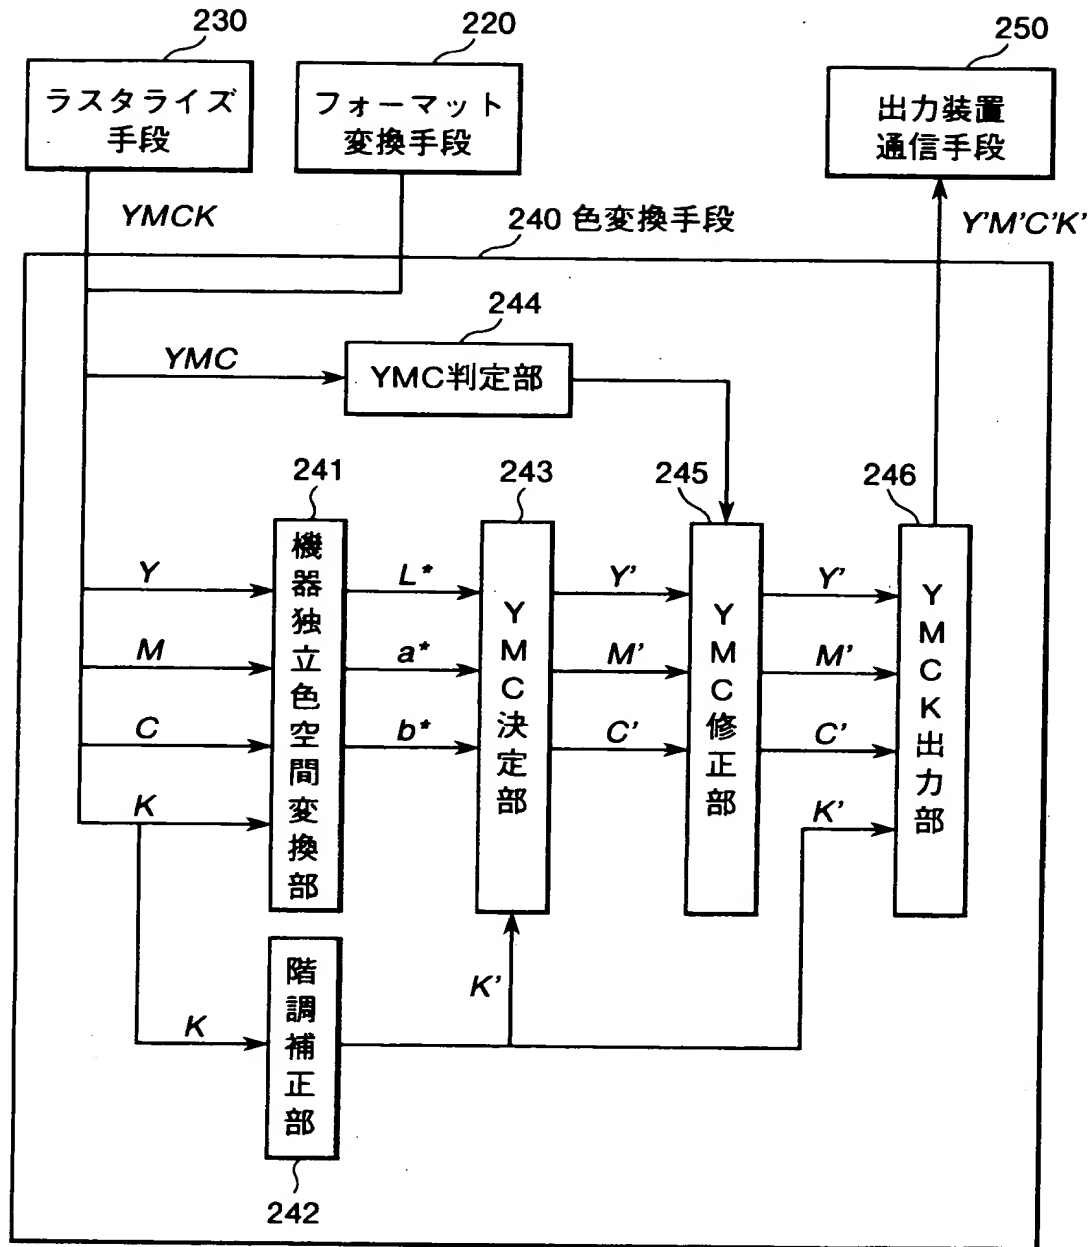 230
220
250
ラスタライズ
手段
フォーマット
変換手段
出力装置
通信手段
YMCK
240 色変換手段
Y'M'C'K'
244
YMC
YMC判定部
241
243
245
246
機器独立色空間変換部
YMC決定部
YMC修正部
YMCK出力部
Y
L*
Y'
Y'
M
a*
M'
M'
C
b*
C'
C'
K
K'
K'
K
階調補正部
242